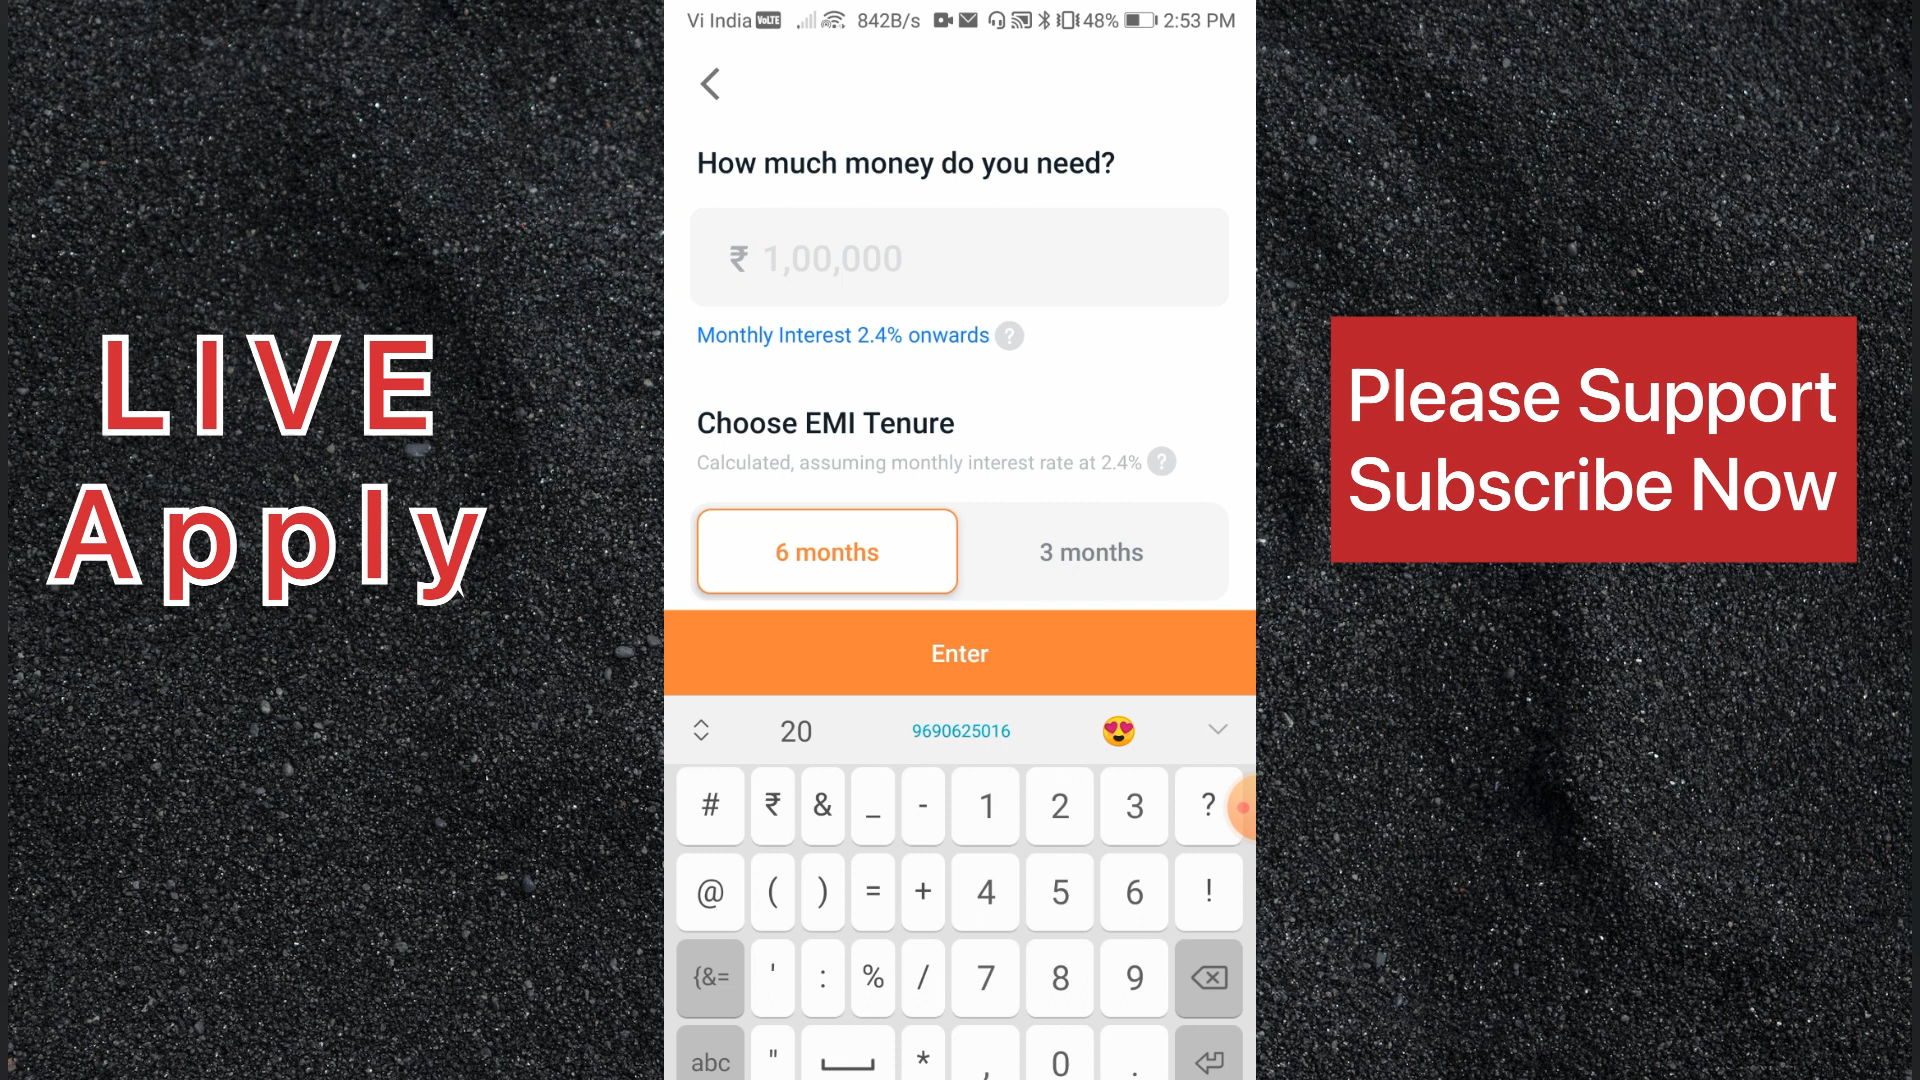 Vi India VoLTE 842B/s 48% 2:53 PM
How much money do you need?
₹ 1,00,000
Monthly Interest 2.4% onwards ?
Choose EMI Tenure
Calculated, assuming monthly interest rate at 2.4% ?
6 months 3 months
Enter
20 9690625016
# ₹ & _ - 1 2 3 ?
@ ( ) = + 4 5 6 !
{&= ' : % / 7 8 9
abc " * , 0 .
LIVE
Apply
Please Support
Subscribe Now